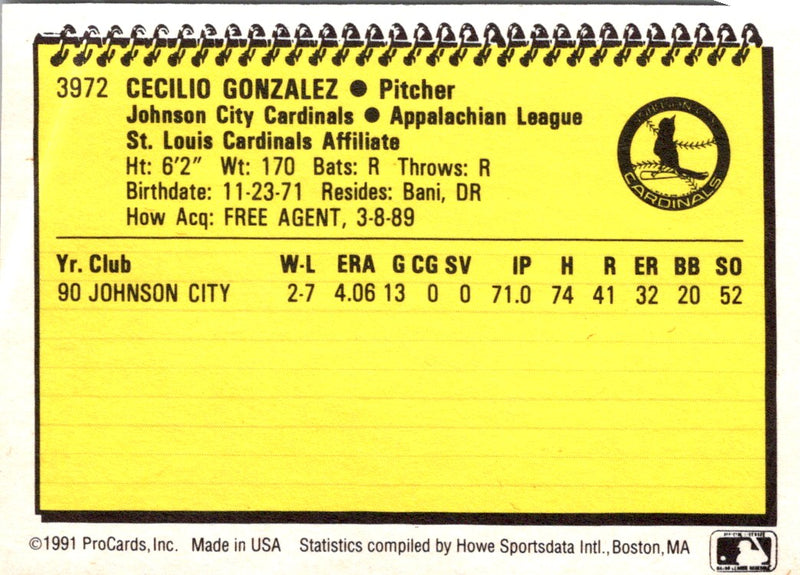 3972 CECILIO GONZALEZ ● Pitcher
Johnson City Cardinals ● Appalachian League
St. Louis Cardinals Affiliate
Ht: 6'2" Wt: 170 Bats: R Throws: R
Birthdate: 11-23-71 Resides: Bani, DR
How Acq: FREE AGENT, 3-8-89
JOHNSON CITY
CARDINALS
Yr. Club W-L ERA G CG SV IP H R ER BB SO
90 JOHNSON CITY 2-7 4.06 13 0 0 71.0 74 41 32 20 52
©1991 ProCards, Inc. Made in USA Statistics compiled by Howe Sportsdata Intl., Boston, MA